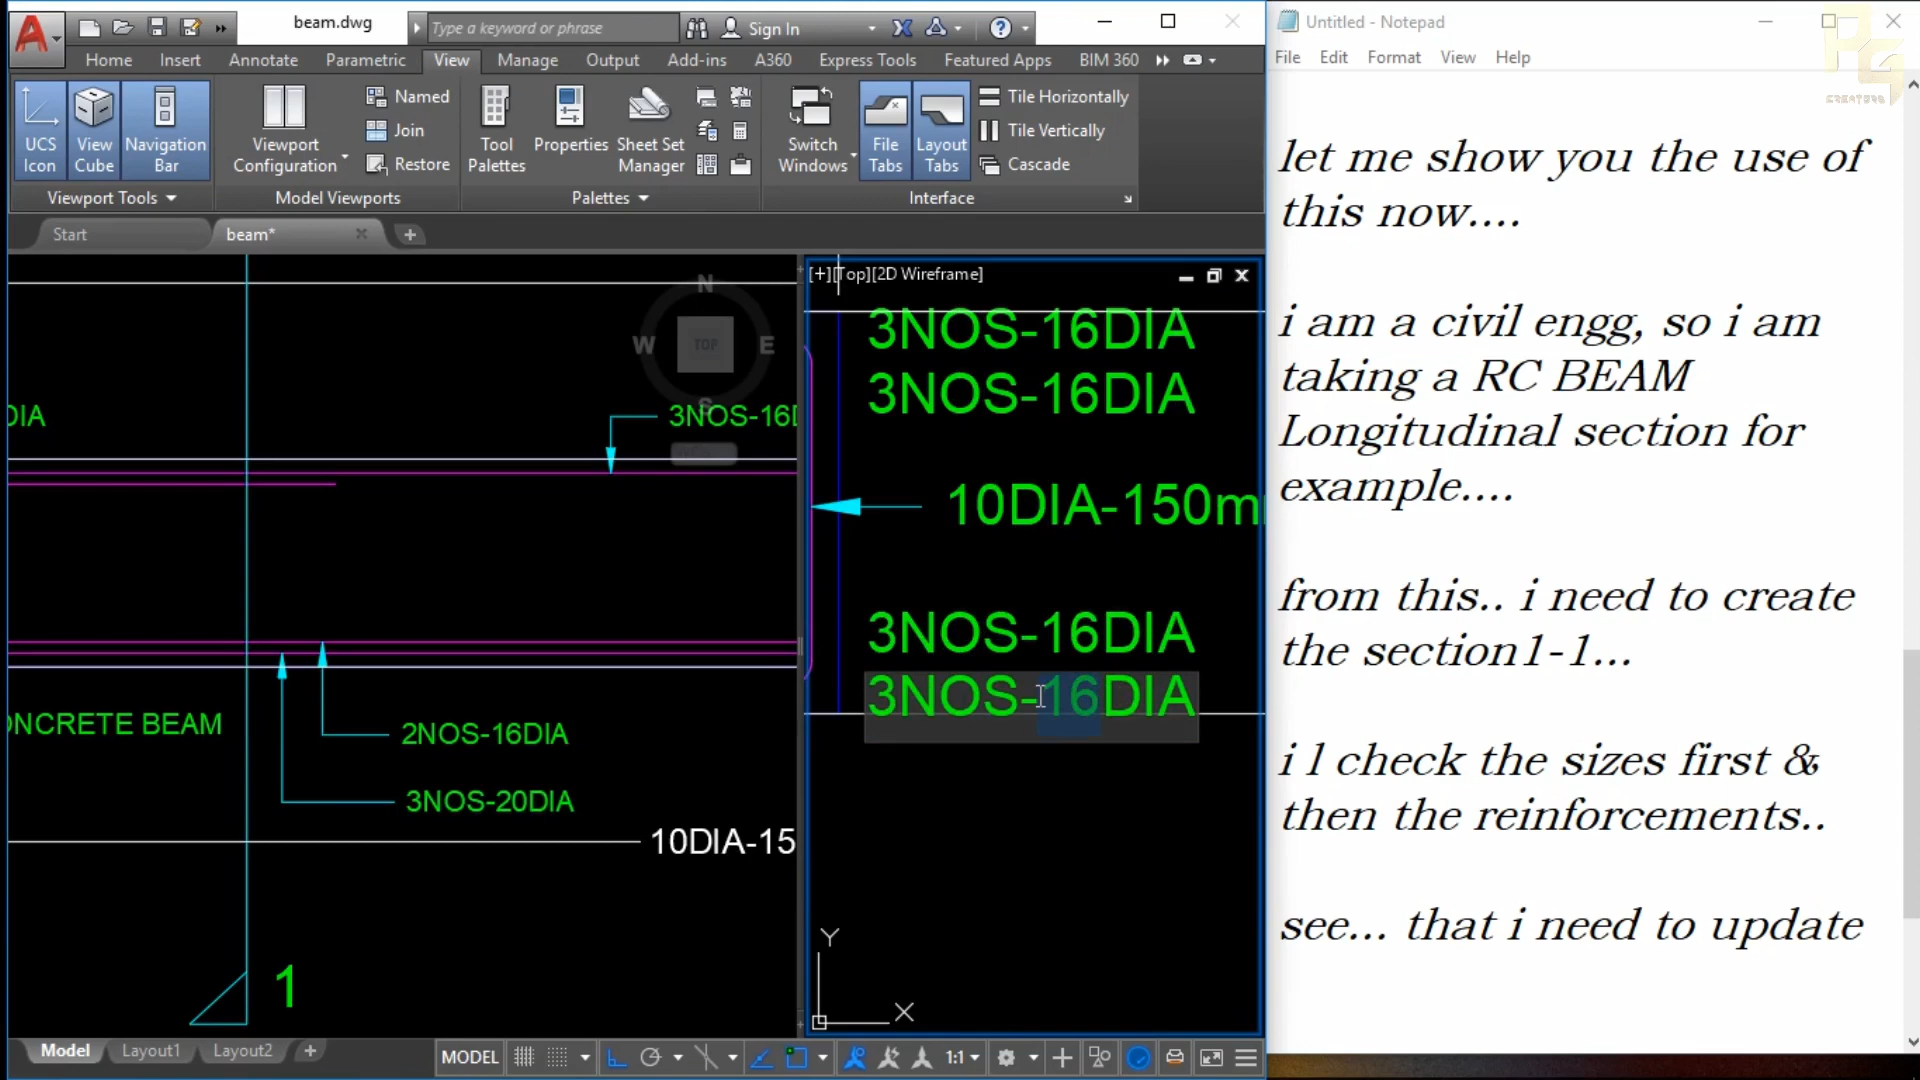 beam.dwg
Type a keyword or phrase
Sign In
Untitled - Notepad
File Edit Format View Help
Home Insert Annotate Parametric View Manage Output Add-ins A360 Express Tools Featured Apps BIM 360
UCS Icon
View Cube
Navigation Bar
Viewport Configuration
Named
Join
Restore
Tool Palettes
Properties
Sheet Set Manager
Switch Windows
File Tabs
Layout Tabs
Tile Horizontally
Tile Vertically
Cascade
Viewport Tools
Model Viewports
Palettes
Interface
Start
beam*
[+][Top][2D Wireframe]
N
W TOP E
S
DIA
3NOS-16D
2NOS-16DIA
ONCRETE BEAM
3NOS-20DIA
10DIA-15
1
3NOS-16DIA
3NOS-16DIA
10DIA-150m
3NOS-16DIA
3NOS-16DIA
Y
X
Model Layout1 Layout2
MODEL
1:1
CREATORS
let me show you the use of
this now....
i am a civil engg, so i am
taking a RC BEAM
Longitudinal section for
example....
from this.. i need to create
the section1-1...
i l check the sizes first &
then the reinforcements..
see... that i need to update